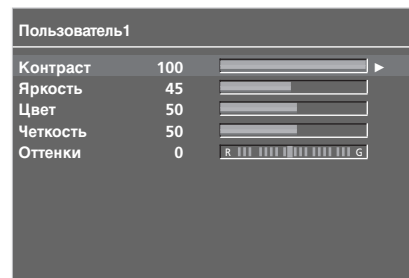 Пользователь1
Контраст 100
Яркость 45
Цвет 50
Четкость 50
Оттенки 0 R G